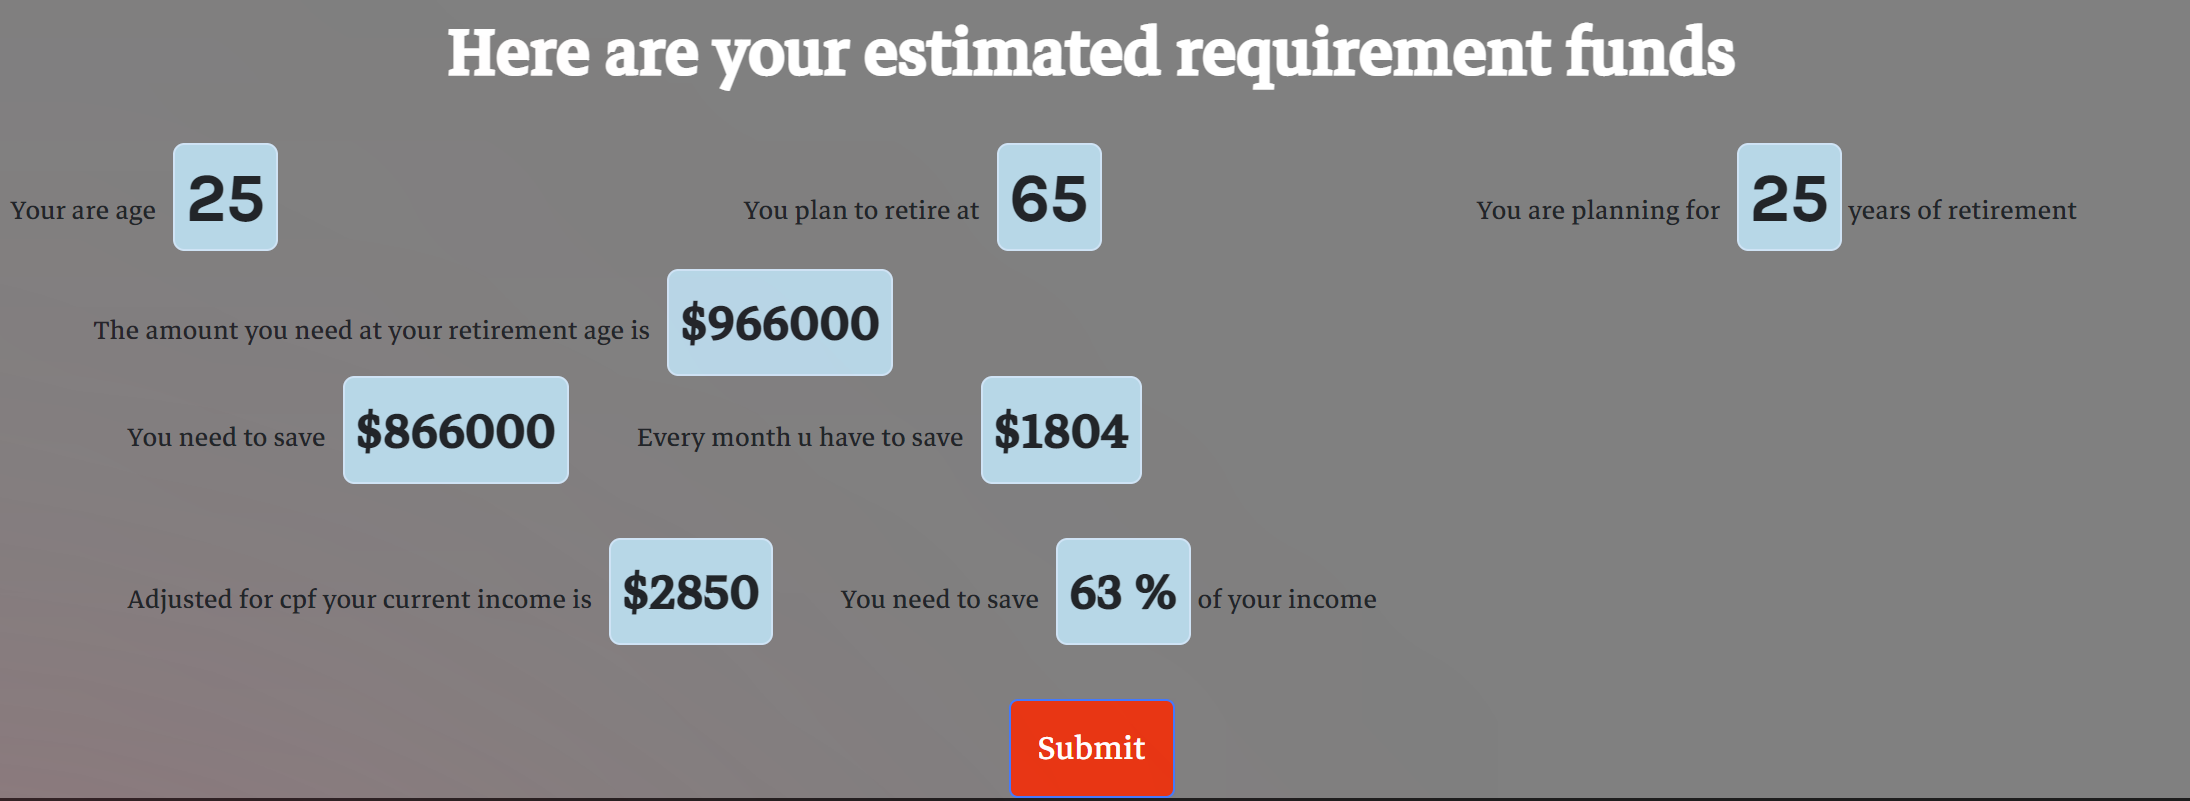 Here are your estimated requirement funds
Your are age 25 You plan to retire at 65 You are planning for 25 years of retirement
The amount you need at your retirement age is $966000
You need to save $866000 Every month u have to save $1804
Adjusted for cpf your current income is $2850 You need to save 63 % of your income
Submit